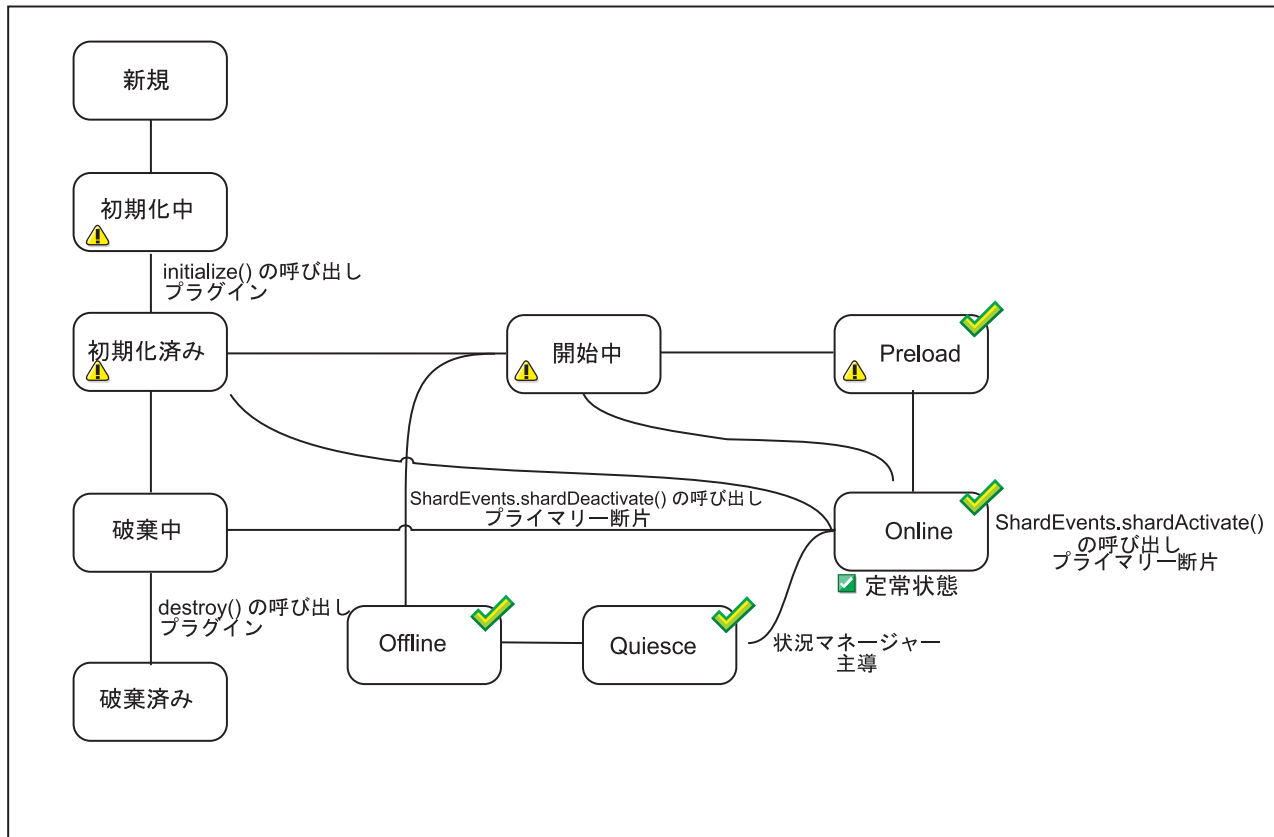 新規
初期化中
initialize() の呼び出し
プラグイン
初期化済み
開始中
Preload
ShardEvents.shardDeactivate() の呼び出し
プライマリー断片
破棄中
Online
ShardEvents.shardActivate()
の呼び出し
プライマリー断片
定常状態
destroy() の呼び出し
プラグイン
Offline
Quiesce
状況マネージャー
主導
破棄済み